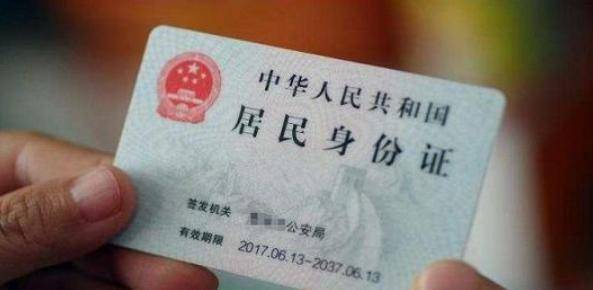 中华人民共和国
居民身份证
签发机关 公安局
有效期限 2017.06.13-2037.06.13